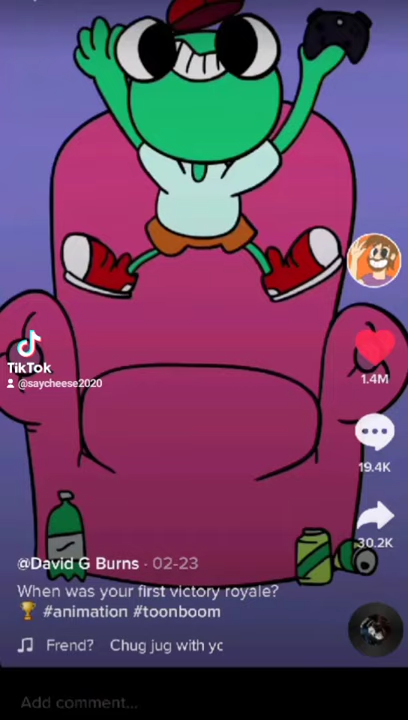 TikTok
@saycheese2020
1.4M
19.4K
30.2K
@David G Burns · 02-23
When was your first victory royale?
🏆 #animation #toonboom
Frend? Chug jug with yc
Add comment...